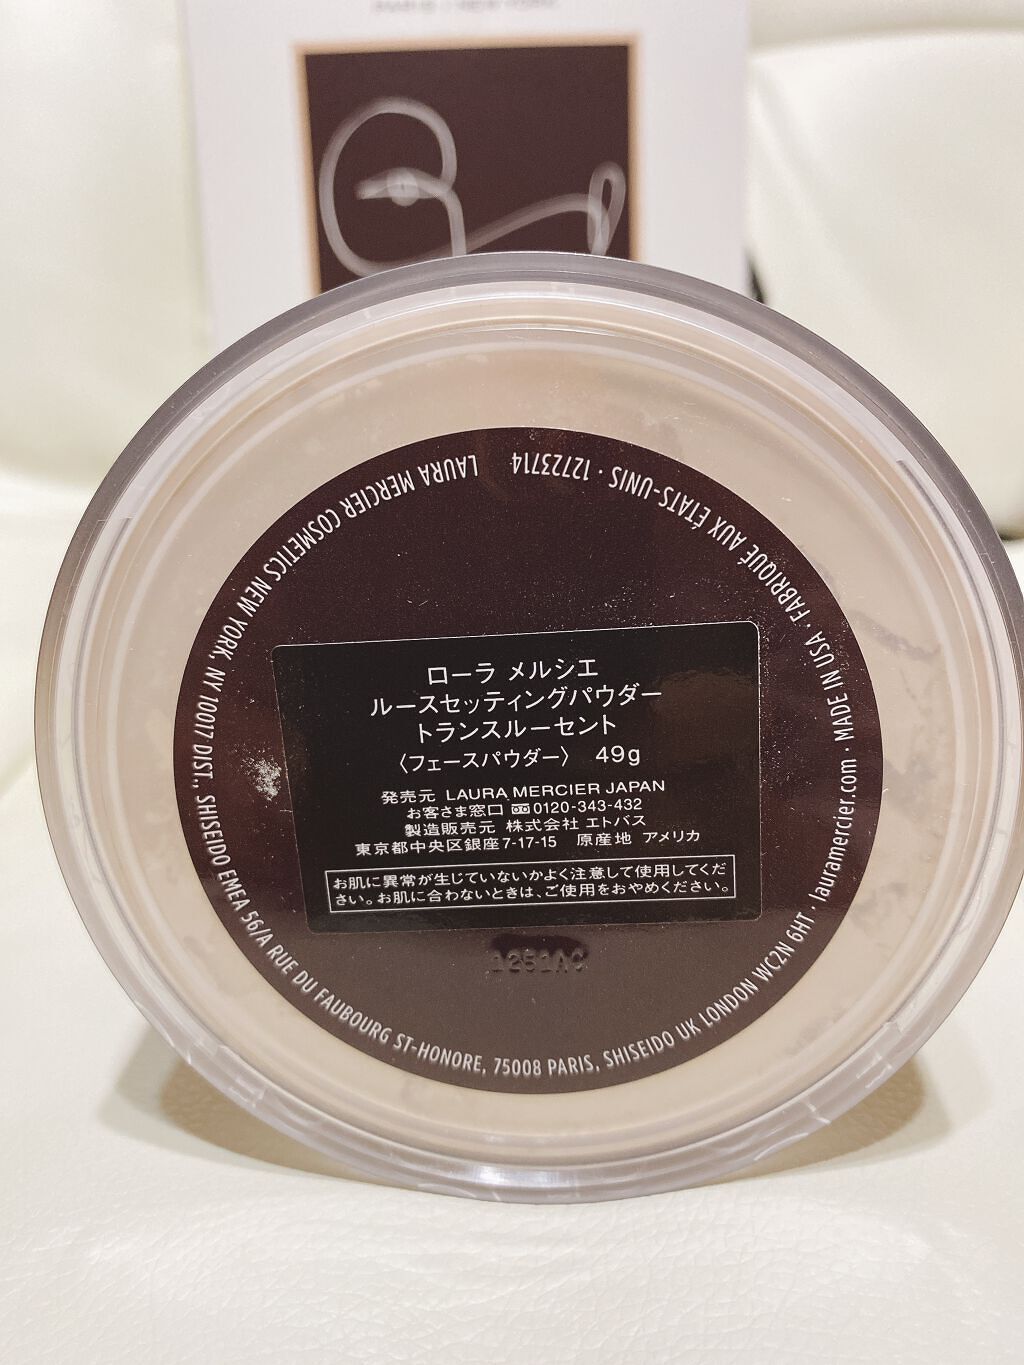 ローラ メルシエ
ルースセッティングパウダー
トランスルーセント
〈フェースパウダー〉 49g
発売元 LAURA MERCIER JAPAN
お客さま窓口 0120-343-432
製造販売元 株式会社 エトバス
東京都中央区銀座7-17-15 原産地 アメリカ
お肌に異常が生じていないかよく注意して使用してくだ
さい。お肌に合わないときは、ご使用をおやめください。
LAURA MERCIER COSMETICS NEW YORK, NY 10017 DIST., SHISEIDO EMEA 56/A RUE DU FAUBOURG ST-HONORE, 75008 PARIS, SHISEIDO UK LONDON WC2N 6HT · lauramercier.com · MADE IN USA · FABRIQUÉ AUX ÉTATS-UNIS · 12723714